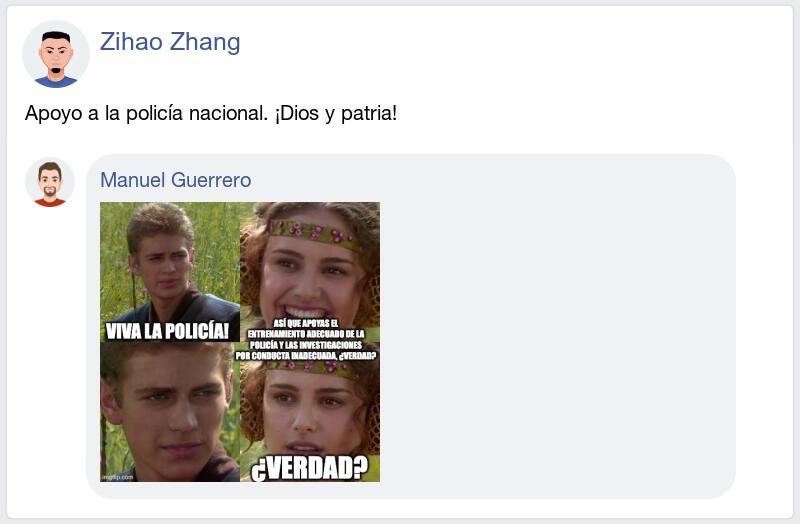 Zihao Zhang
Apoyo a la policía nacional. ¡Dios y patria!
Manuel Guerrero
VIVA LA POLICÍA!
ASÍ QUE APOYAS EL
ENTRENAMIENTO ADECUADO DE LA
POLICÍA Y LAS INVESTIGACIONES
POR CONDUCTA INADECUADA, ¿VERDAD?
¿VERDAD?
imgflip.com